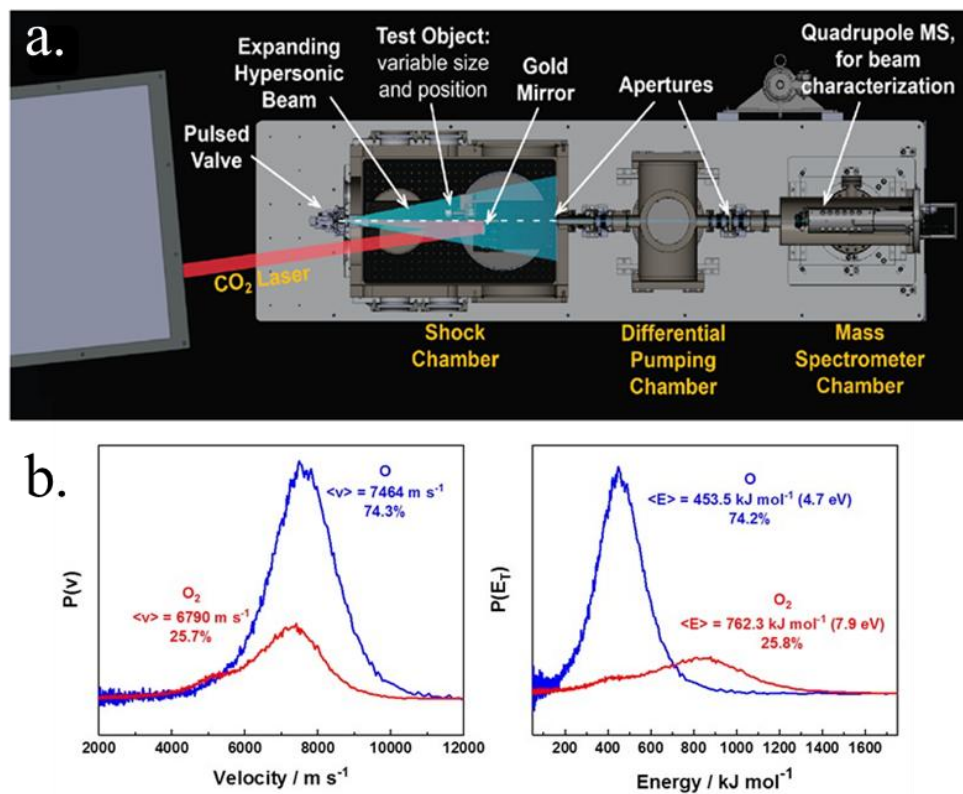 a.
Expanding
Hypersonic
Beam
Test Object:
variable size
and position
Gold
Mirror
Apertures
Quadrupole MS,
for beam
characterization
Pulsed
Valve
CO₂ Laser
Shock
Chamber
Differential
Pumping
Chamber
Mass
Spectrometer
Chamber
b.
P(v)
O
<v> = 7464 m s⁻¹
74.3%
O₂
<v> = 6790 m s⁻¹
25.7%
2000 4000 6000 8000 10000 12000
Velocity / m s⁻¹
P(E_T)
O
<E> = 453.5 kJ mol⁻¹ (4.7 eV)
74.2%
O₂
<E> = 762.3 kJ mol⁻¹ (7.9 eV)
25.8%
200 400 600 800 1000 1200 1400 1600
Energy / kJ mol⁻¹